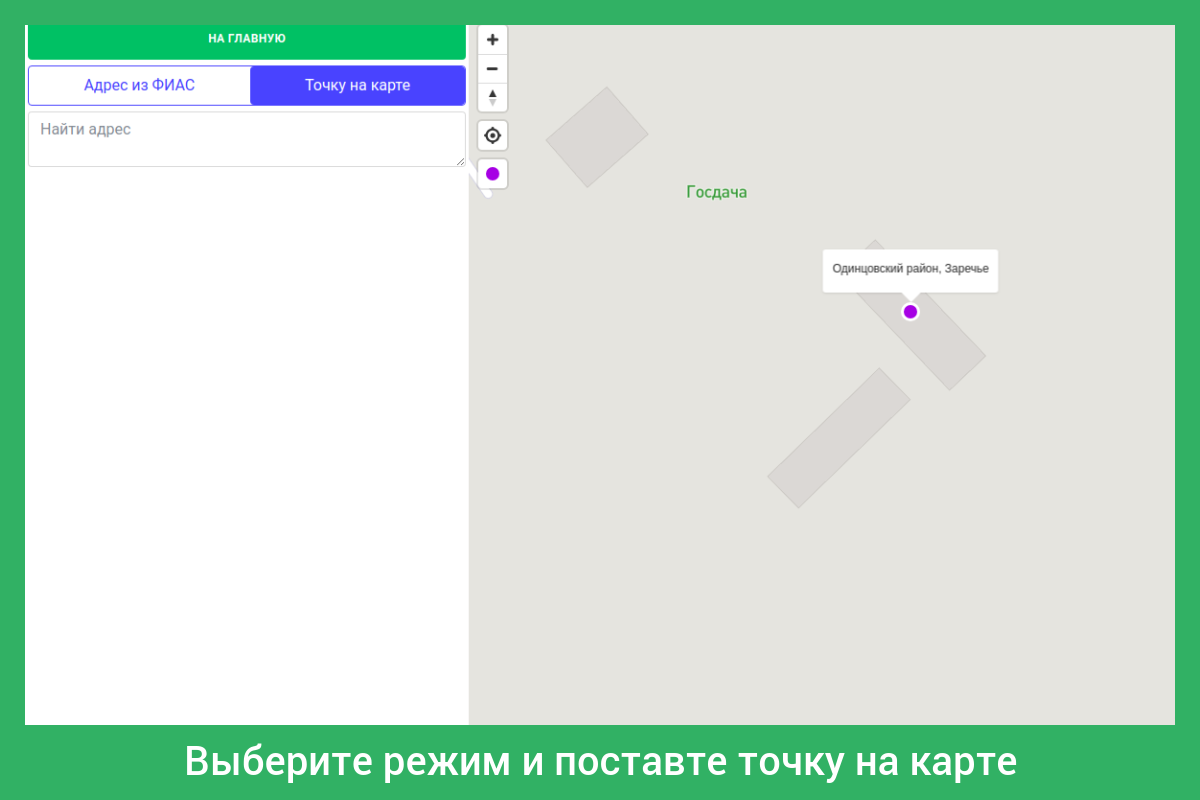 НА ГЛАВНУЮ
Адрес из ФИАС
Точку на карте
Найти адрес
Госдача
Одинцовский район, Заречье
Выберите режим и поставте точку на карте